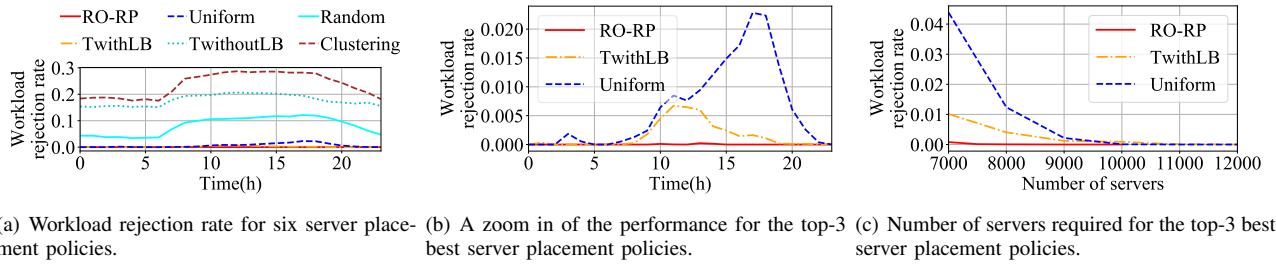 RO-RP Uniform Random
TwithLB TwithoutLB Clustering
Workload
rejection rate
0.3
0.2
0.1
0.0
0 5 10 15 20
Time(h)
Workload
rejection rate
0.020
0.015
0.010
0.005
0.000
RO-RP
TwithLB
Uniform
0 5 10 15 20
Time(h)
Workload
rejection rate
0.04
0.03
0.02
0.01
0.00
RO-RP
TwithLB
Uniform
7000 8000 9000 10000 11000 12000
Number of servers
(a) Workload rejection rate for six server place-
ment policies.
(b) A zoom in of the performance for the top-3
best server placement policies.
(c) Number of servers required for the top-3 best
server placement policies.